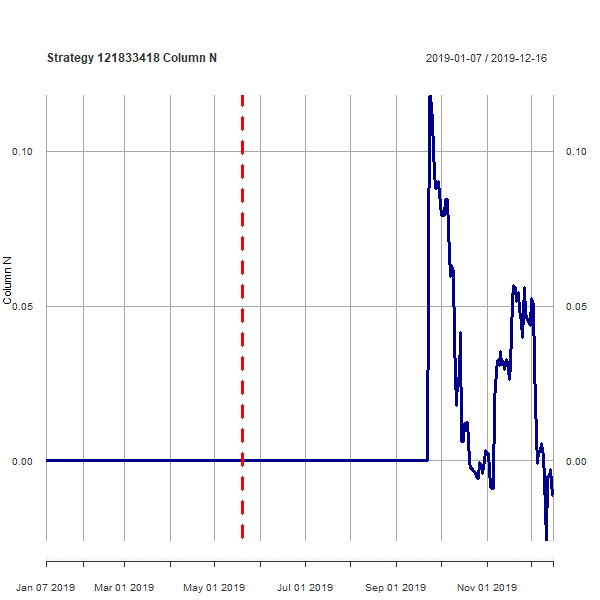 Strategy 121833418 Column N 2019-01-07 / 2019-12-16
0.10 0.10
Column N
0.05 0.05
0.00 0.00
Jan 07 2019 Mar 01 2019 May 01 2019 Jul 01 2019 Sep 01 2019 Nov 01 2019